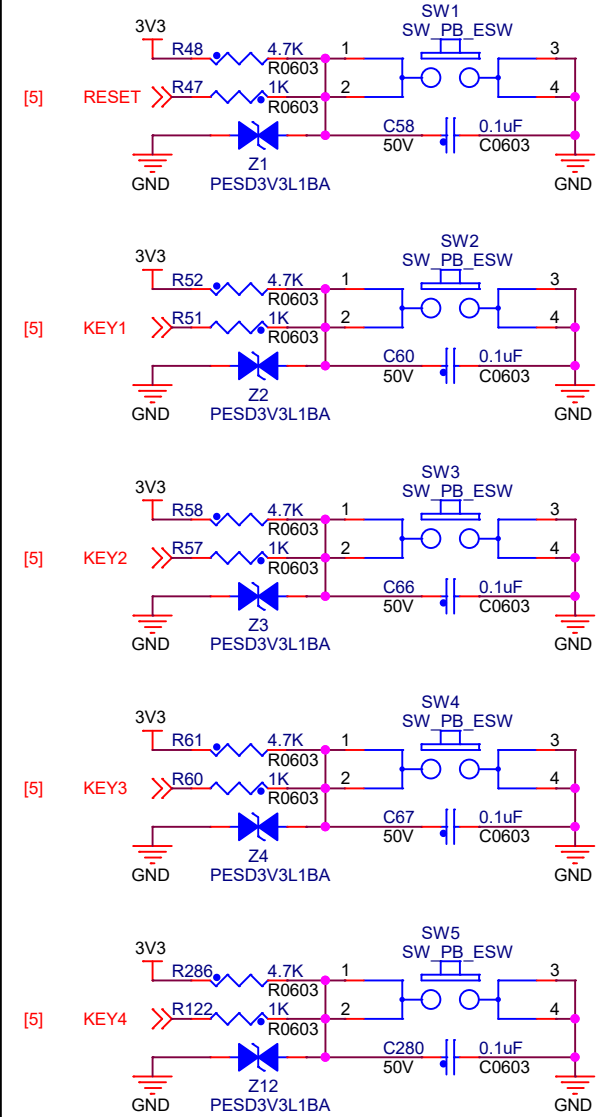 SW1
SW_PB_ESW
3V3
R48 4.7K 1 3
R0603
[5] RESET R47 1K 2 4
R0603
C58 0.1uF
50V C0603
GND Z1 GND
PESD3V3L1BA
SW2
SW_PB_ESW
3V3
R52 4.7K 1 3
R0603
[5] KEY1 R51 1K 2 4
R0603
C60 0.1uF
50V C0603
GND Z2 GND
PESD3V3L1BA
SW3
SW_PB_ESW
3V3
R58 4.7K 1 3
R0603
[5] KEY2 R57 1K 2 4
R0603
C66 0.1uF
50V C0603
GND Z3 GND
PESD3V3L1BA
SW4
SW_PB_ESW
3V3
R61 4.7K 1 3
R0603
[5] KEY3 R60 1K 2 4
R0603
C67 0.1uF
50V C0603
GND Z4 GND
PESD3V3L1BA
SW5
SW_PB_ESW
3V3
R286 4.7K 1 3
R0603
[5] KEY4 R122 1K 2 4
R0603
C280 0.1uF
50V C0603
GND Z12 GND
PESD3V3L1BA